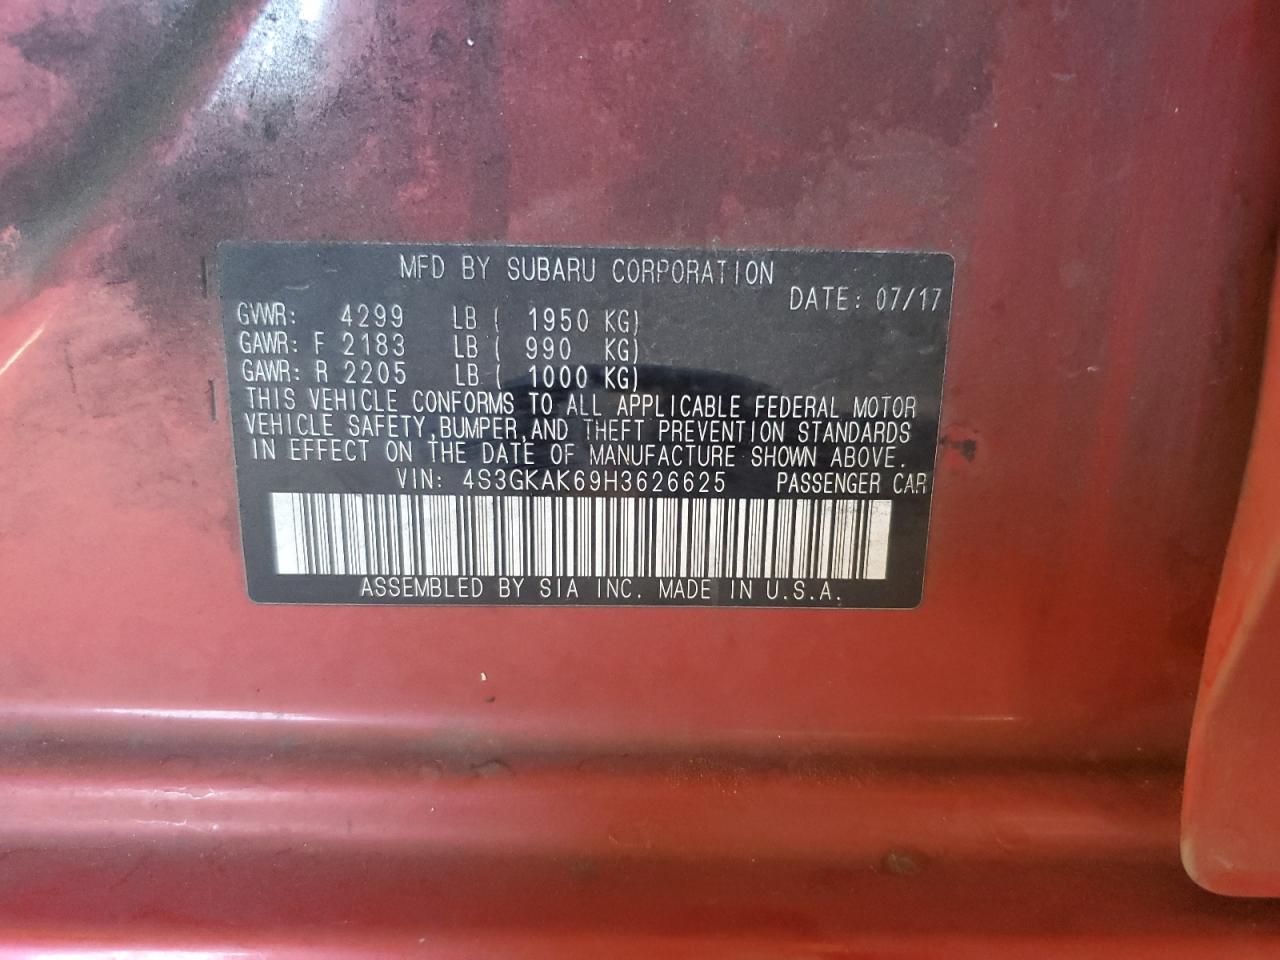 MFD BY SUBARU CORPORATION
DATE: 07/17
GVWR: 4299 LB ( 1950 KG)
GAWR: F 2183 LB ( 990 KG)
GAWR: R 2205 LB ( 1000 KG)
THIS VEHICLE CONFORMS TO ALL APPLICABLE FEDERAL MOTOR
VEHICLE SAFETY,BUMPER,AND THEFT PREVENTION STANDARDS
IN EFFECT ON THE DATE OF MANUFACTURE SHOWN ABOVE.
VIN: 4S3GKAK69H3626625 PASSENGER CAR
ASSEMBLED BY SIA INC. MADE IN U.S.A.